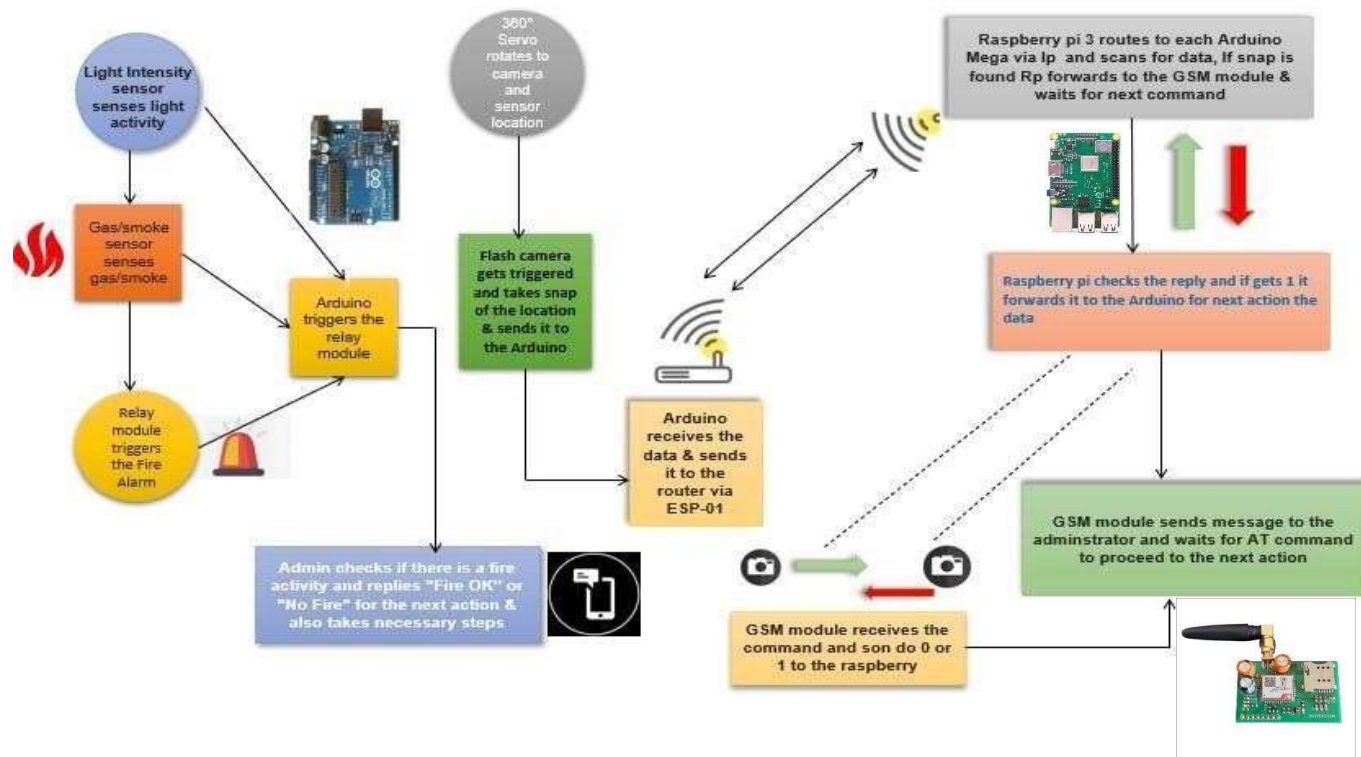 Light Intensity
sensor
senses light
activity
Gas/smoke
sensor
senses
gas/smoke
Relay
module
triggers
the Fire
Alarm
Arduino
triggers the
relay
module
360°
Servo
rotates to
camera
and
sensor
location
Flash camera
gets triggered
and takes snap
of the location
& sends it to
the Arduino
Arduino
receives the
data & sends
it to the
router via
ESP-01
Admin checks if there is a fire
activity and replies "Fire OK" or
"No Fire" for the next action &
also takes necessary steps
Raspberry pi 3 routes to each Arduino
Mega via Ip and scans for data, If snap is
found Rp forwards to the GSM module &
waits for next command
Raspberry pi checks the reply and if gets 1 it
forwards it to the Arduino for next action the
data
GSM module sends message to the
adminstrator and waits for AT command
to proceed to the next action
GSM module receives the
command and son do 0 or
1 to the raspberry